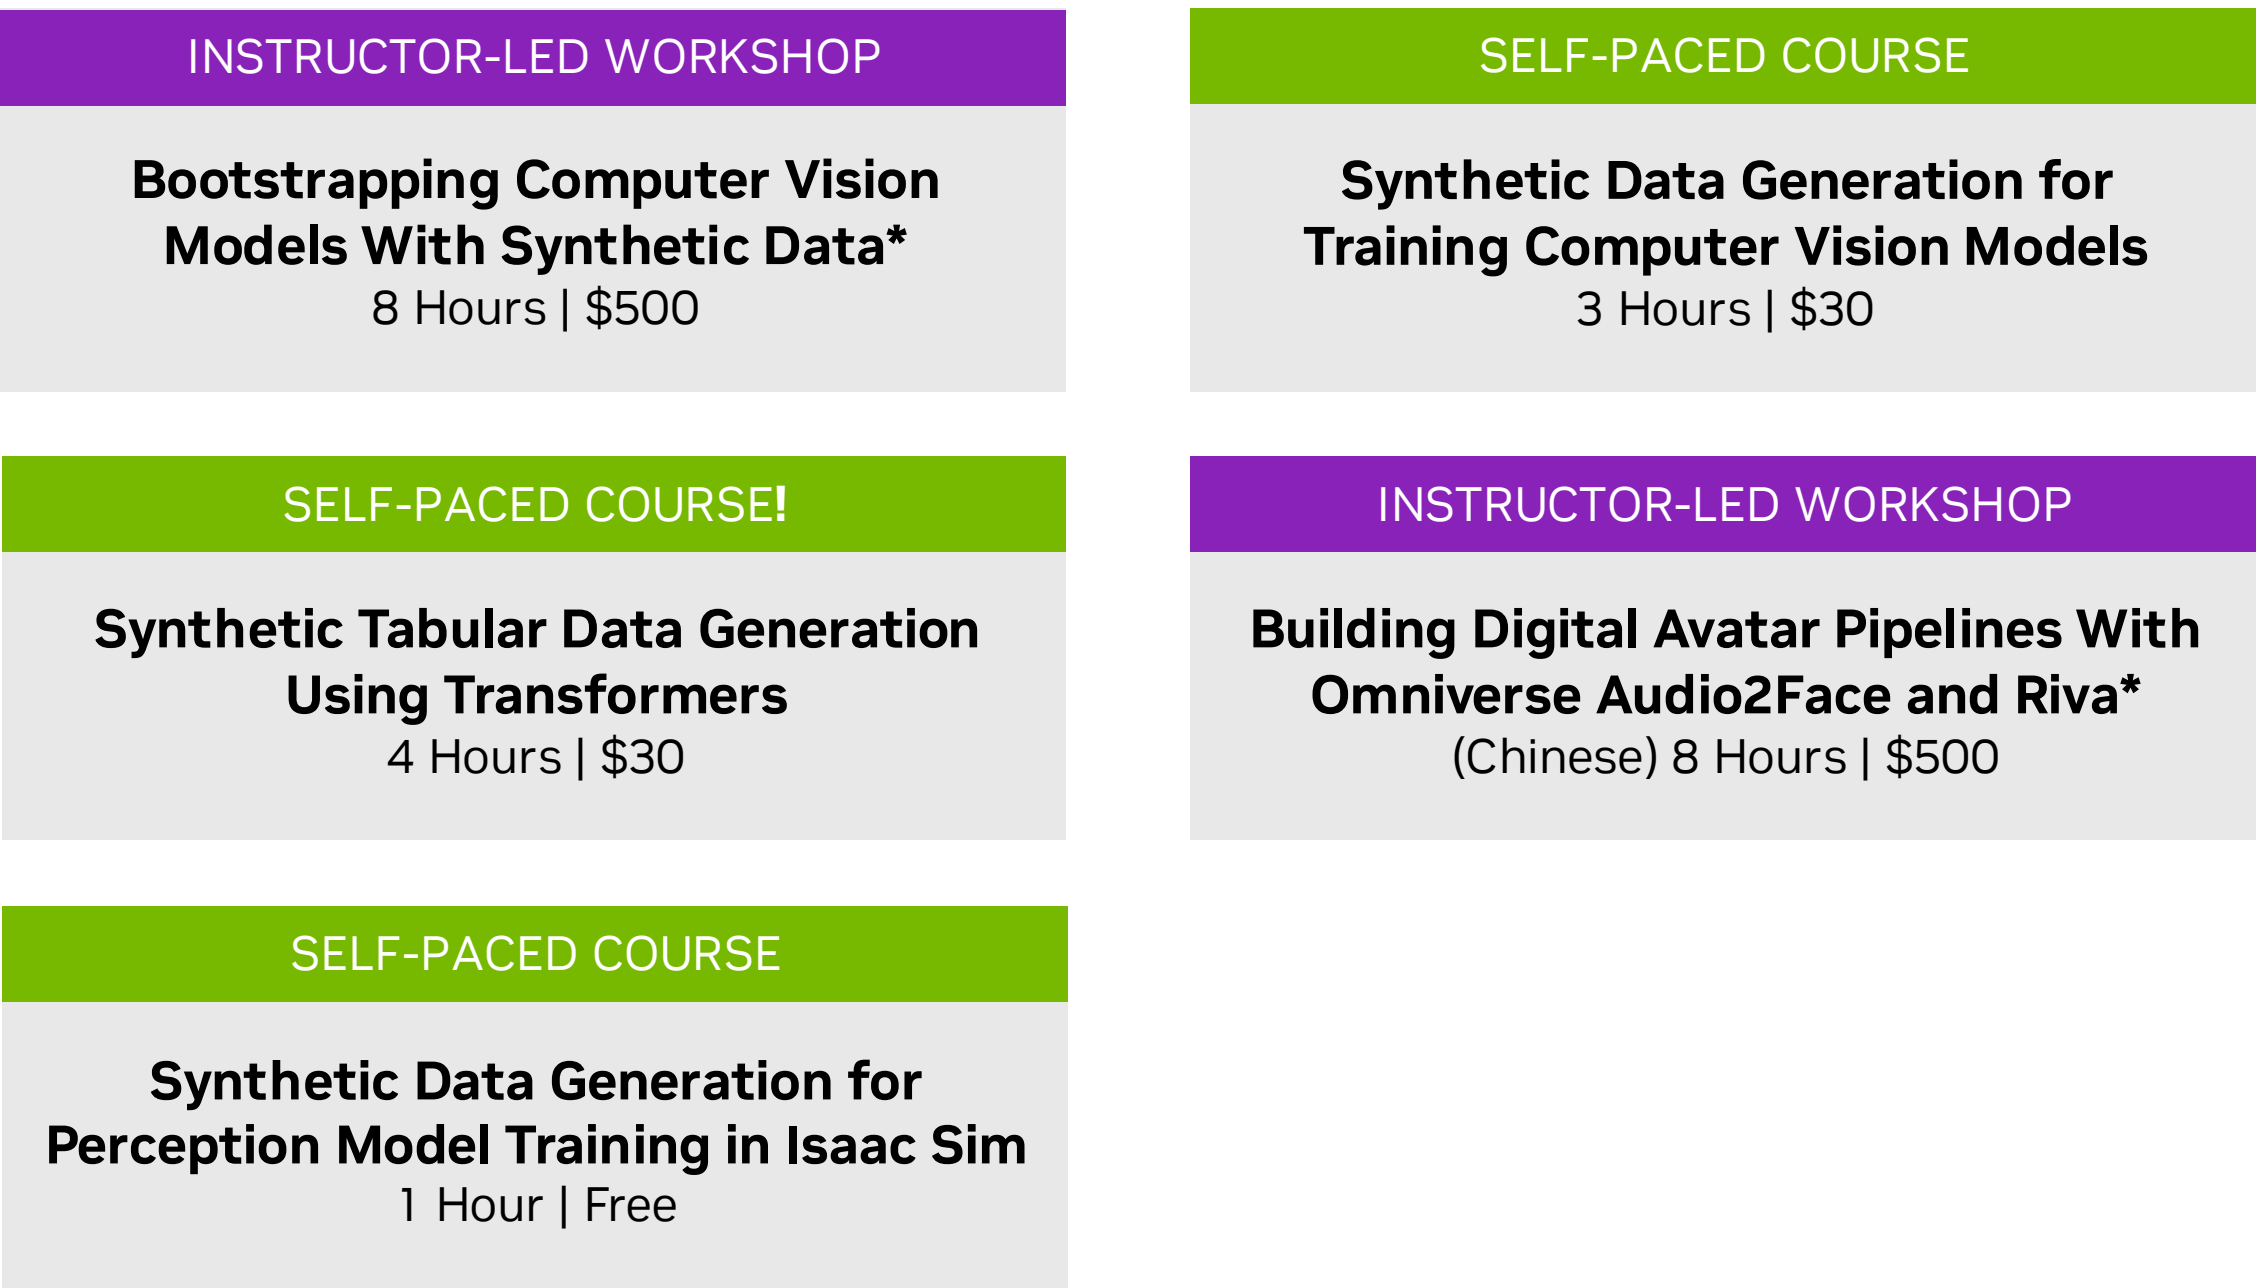 INSTRUCTOR-LED WORKSHOP
Bootstrapping Computer Vision
Models With Synthetic Data*
8 Hours | $500
SELF-PACED COURSE
Synthetic Data Generation for
Training Computer Vision Models
3 Hours | $30
SELF-PACED COURSE!
Synthetic Tabular Data Generation
Using Transformers
4 Hours | $30
INSTRUCTOR-LED WORKSHOP
Building Digital Avatar Pipelines With
Omniverse Audio2Face and Riva*
(Chinese) 8 Hours | $500
SELF-PACED COURSE
Synthetic Data Generation for
Perception Model Training in Isaac Sim
1 Hour | Free